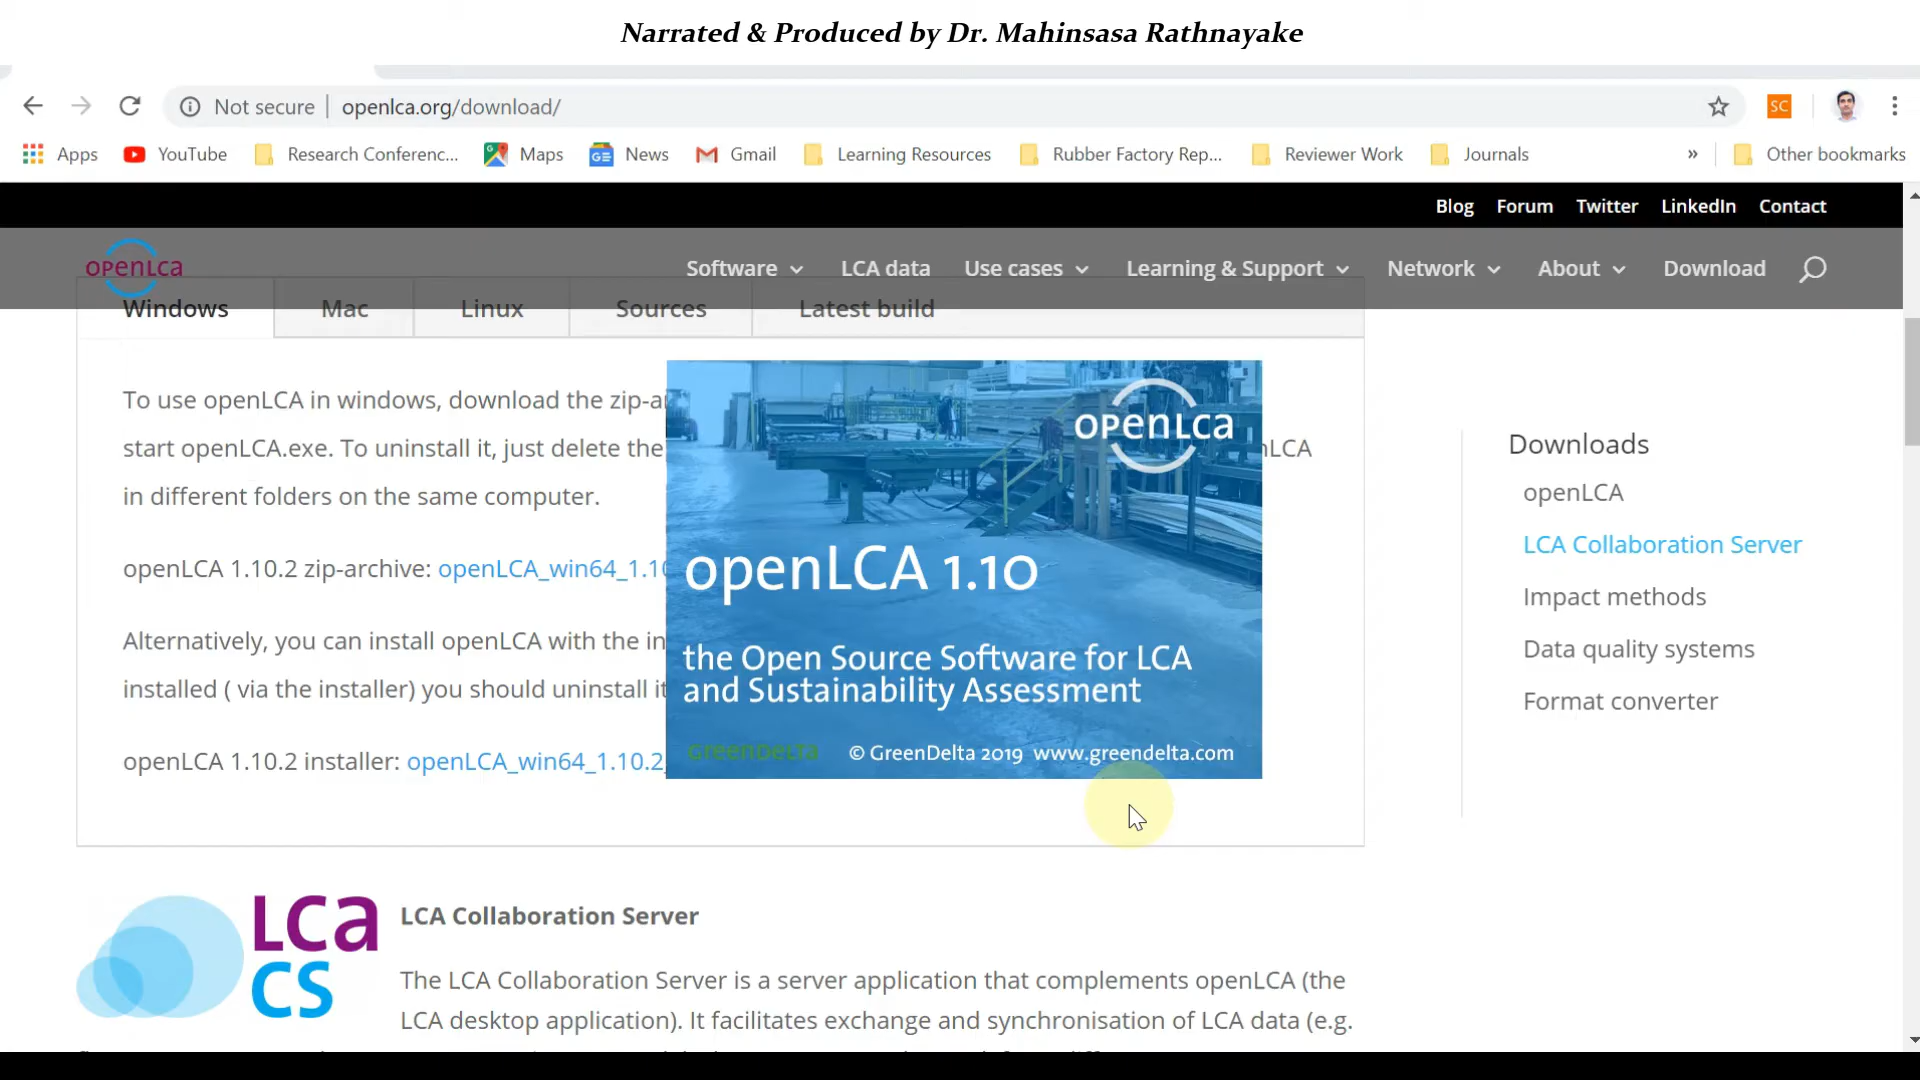 Narrated & Produced by Dr. Mahinsasa Rathnayake
Not secure | openlca.org/download/
SC
Apps YouTube Research Conferenc... Maps News Gmail Learning Resources Rubber Factory Rep... Reviewer Work Journals » Other bookmarks
Blog Forum Twitter LinkedIn Contact
openLca Software LCA data Use cases Learning & Support Network About Download
Windows Mac Linux Sources Latest build
To use openLCA in windows, download the zip-
start openLCA.exe. To uninstall it, just delete the
in different folders on the same computer.
openLCA 1.10.2 zip-archive: openLCA_win64_1.10
Alternatively, you can install openLCA with the
installed ( via the installer) you should uninstall it
openLCA 1.10.2 installer: openLCA_win64_1.10.2_
openLca
openLCA 1.10
the Open Source Software for LCA
and Sustainability Assessment
GreenDelta © GreenDelta 2019 www.greendelta.com
Downloads
openLCA
LCA Collaboration Server
Impact methods
Data quality systems
Format converter
Lca
CS
LCA Collaboration Server
The LCA Collaboration Server is a server application that complements openLCA (the
LCA desktop application). It facilitates exchange and synchronisation of LCA data (e.g.